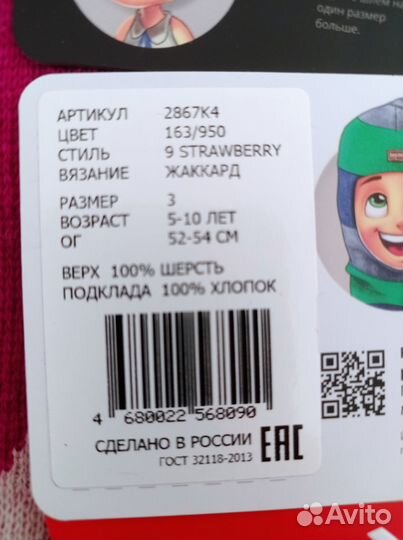 один размер
больше.
АРТИКУЛ 2867К4
ЦВЕТ 163/950
СТИЛЬ 9 STRAWBERRY
ВЯЗАНИЕ ЖАККАРД
РАЗМЕР 3
ВОЗРАСТ 5-10 ЛЕТ
ОГ 52-54 СМ
ВЕРХ 100% ШЕРСТЬ
ПОДКЛАДА 100% ХЛОПОК
4 680022 568090
СДЕЛАНО В РОССИИ EAC
ГОСТ 32118-2013
Avito